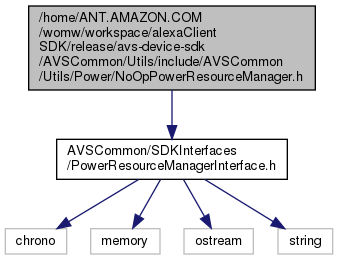 /home/ANT.AMAZON.COM
/womw/workspace/alexaClient
SDK/release/avs-device-sdk
/AVSCommon/Utils/include/AVSCommon
/Utils/Power/NoOpPowerResourceManager.h
AVSCommon/SDKInterfaces
/PowerResourceManagerInterface.h
chrono
memory
ostream
string